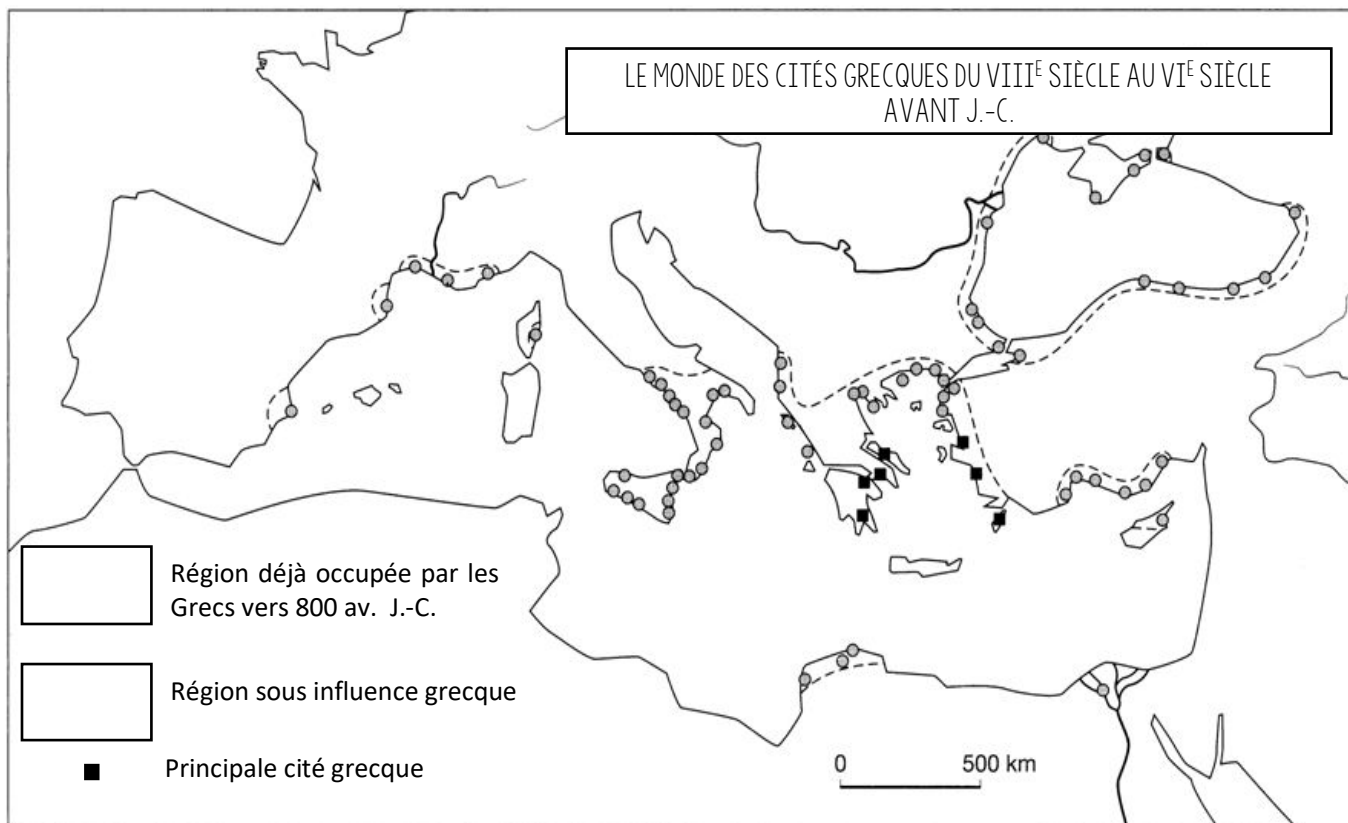 LE MONDE DES CITÉS GRECQUES DU VIIIE SIÈCLE AU VIE SIÈCLE
AVANT J.-C.
Région déjà occupée par les
Grecs vers 800 av. J.-C.
Région sous influence grecque
Principale cité grecque
0 500 km